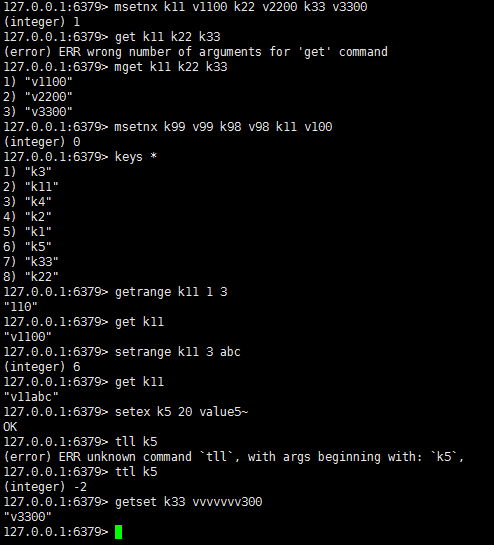 127.0.0.1:6379> msetnx k11 v1100 k22 v2200 k33 v3300
(integer) 1
127.0.0.1:6379> get k11 k22 k33
(error) ERR wrong number of arguments for 'get' command
127.0.0.1:6379> mget k11 k22 k33
1) "v1100"
2) "v2200"
3) "v3300"
127.0.0.1:6379> msetnx k99 v99 k98 v98 k11 v100
(integer) 0
127.0.0.1:6379> keys *
1) "k3"
2) "k11"
3) "k4"
4) "k2"
5) "k1"
6) "k5"
7) "k33"
8) "k22"
127.0.0.1:6379> getrange k11 1 3
"110"
127.0.0.1:6379> get k11
"v1100"
127.0.0.1:6379> setrange k11 3 abc
(integer) 6
127.0.0.1:6379> get k11
"v11abc"
127.0.0.1:6379> setex k5 20 value5~
OK
127.0.0.1:6379> tll k5
(error) ERR unknown command `tll`, with args beginning with: `k5`,
127.0.0.1:6379> ttl k5
(integer) -2
127.0.0.1:6379> getset k33 vvvvvvv300
"v3300"
127.0.0.1:6379>